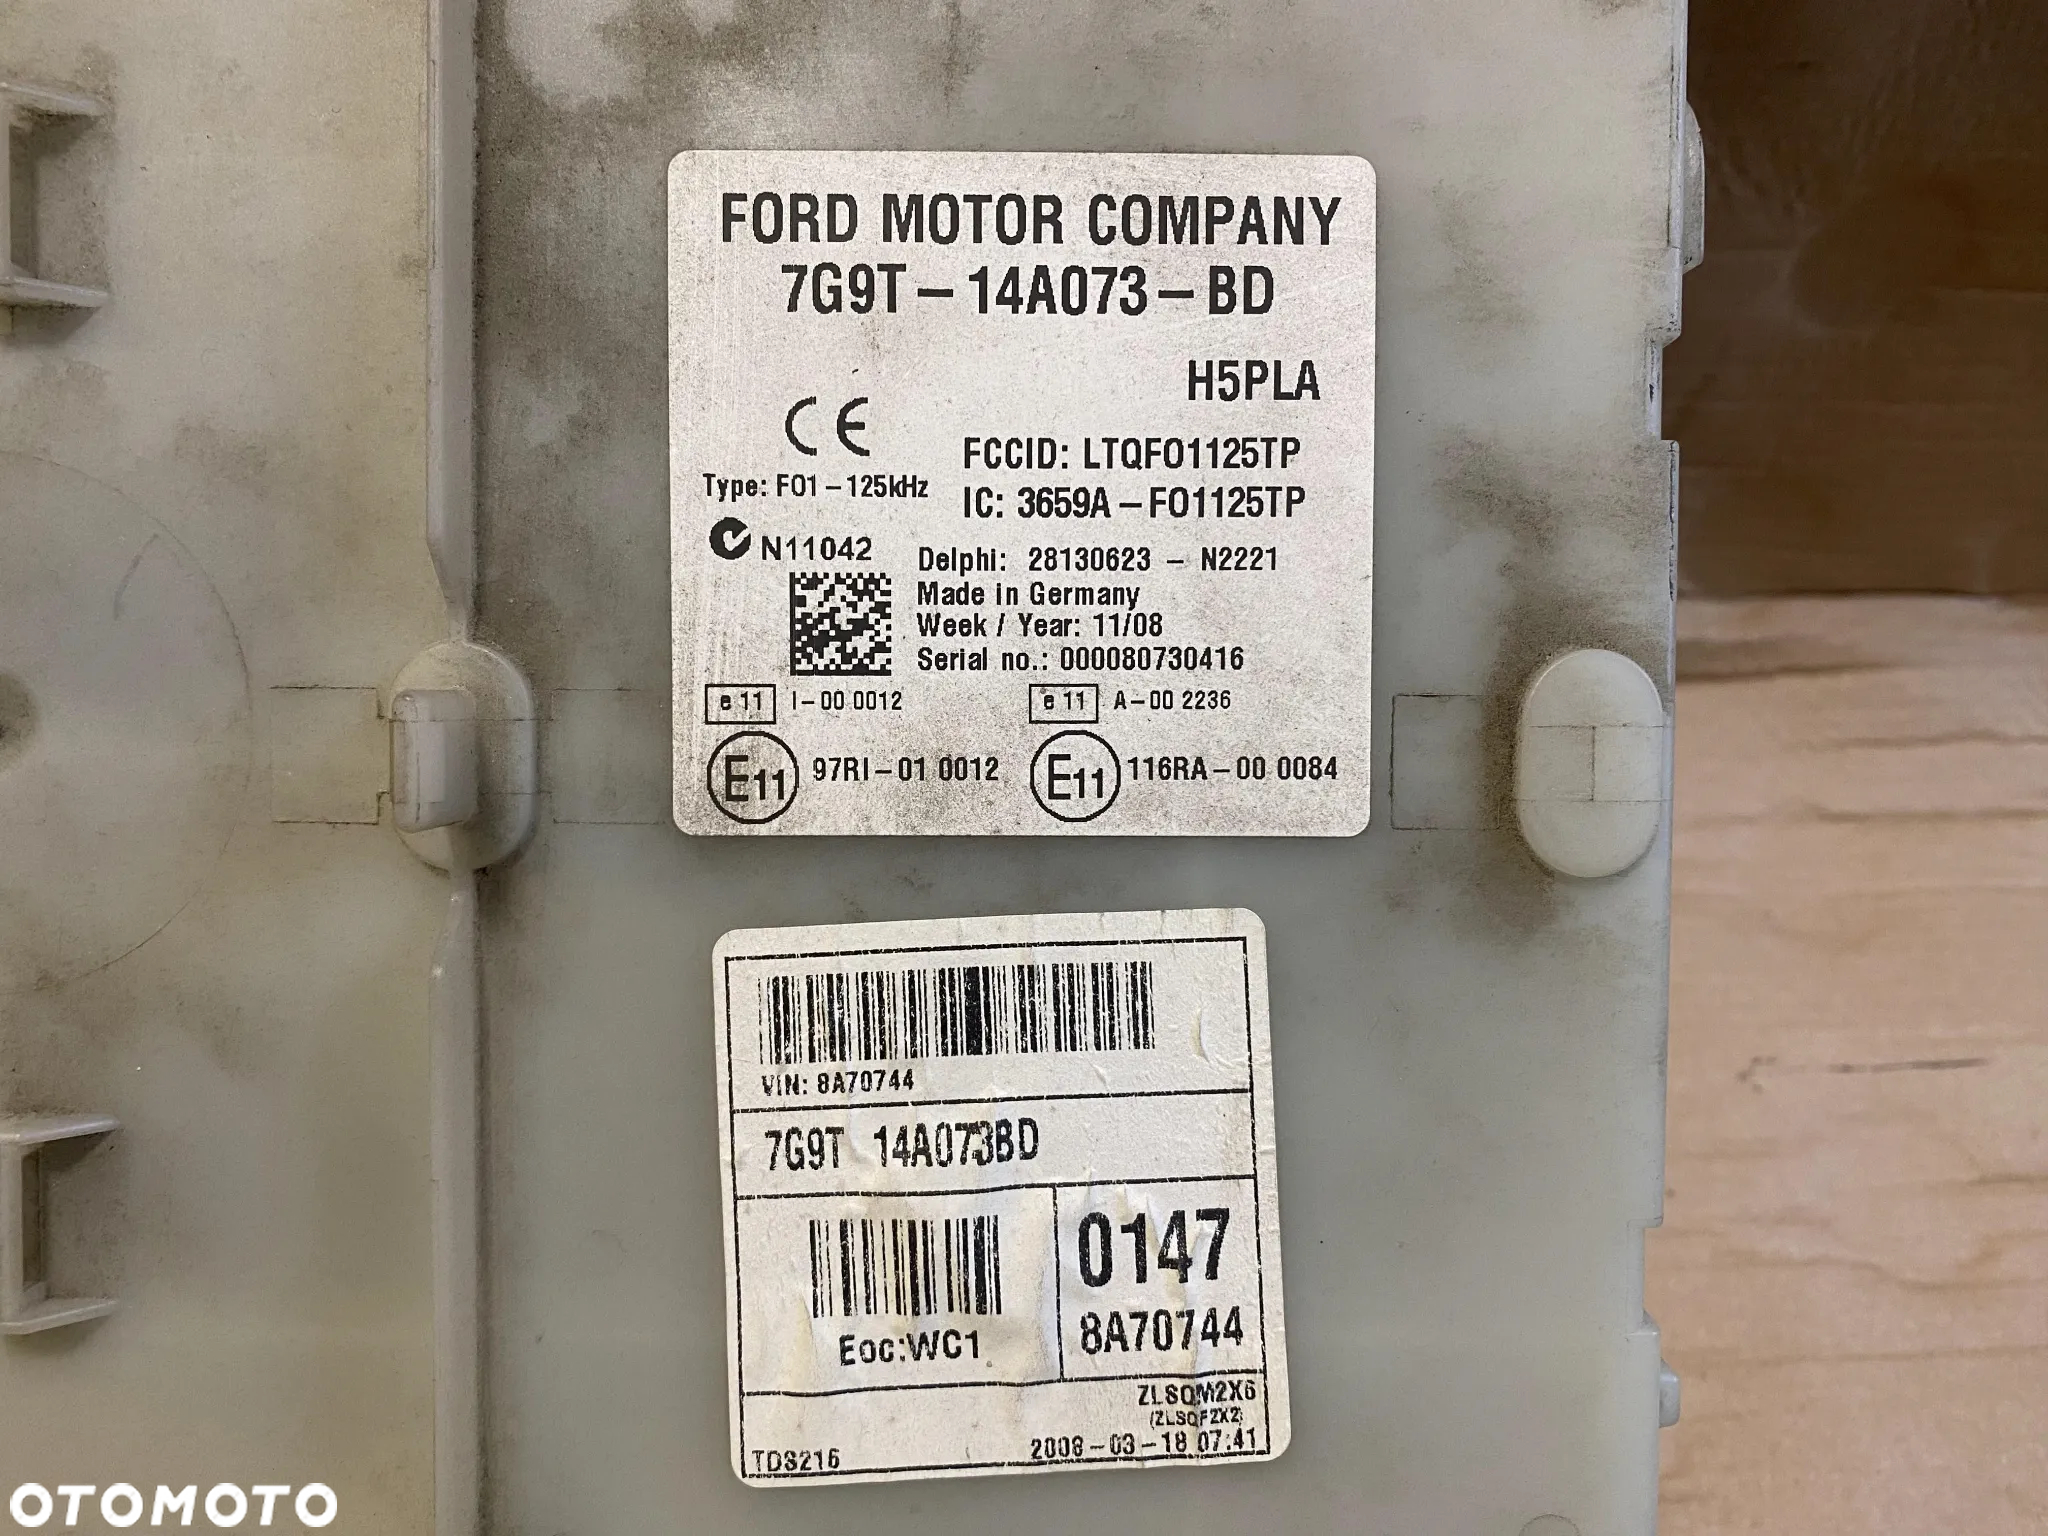 FORD MOTOR COMPANY
7G9T - 14A073 - BD
H5PLA
CE
FCCID: LTQFO1125TP
Type: FO1 - 125kHz
IC: 3659A - FO1125TP
N11042
Delphi: 28130623 - N2221
Made in Germany
Week / Year: 11/08
Serial no.: 000080730416
e 11 I-00 0012 e 11 A-00 2236
E11 97RI-01 0012 E11 116RA-00 0084
VIN: 8A70744
7G9T 14A073BD
0147
Eoc:WC1 8A70744
ZLSQM2X6
(ZLSQF2X2)
TDS216 2008-03-18 07:41
OTOMOTO